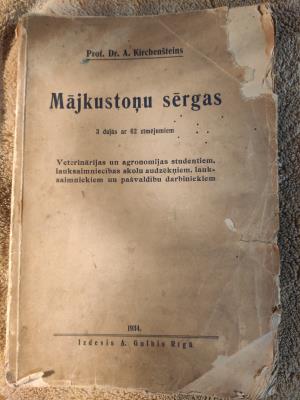 Prof. Dr. A. Kirchenšteins
Mājkustoņu sērgas
3 daļās ar 62 zīmējumiem
Veterinārijas un agronomijas studentiem,
lauksaimniecības skolu audzēkņiem, lauk-
saimniekiem un pašvaldību darbiniekiem
1934.
Izdevis A. Gulbis Rīgā